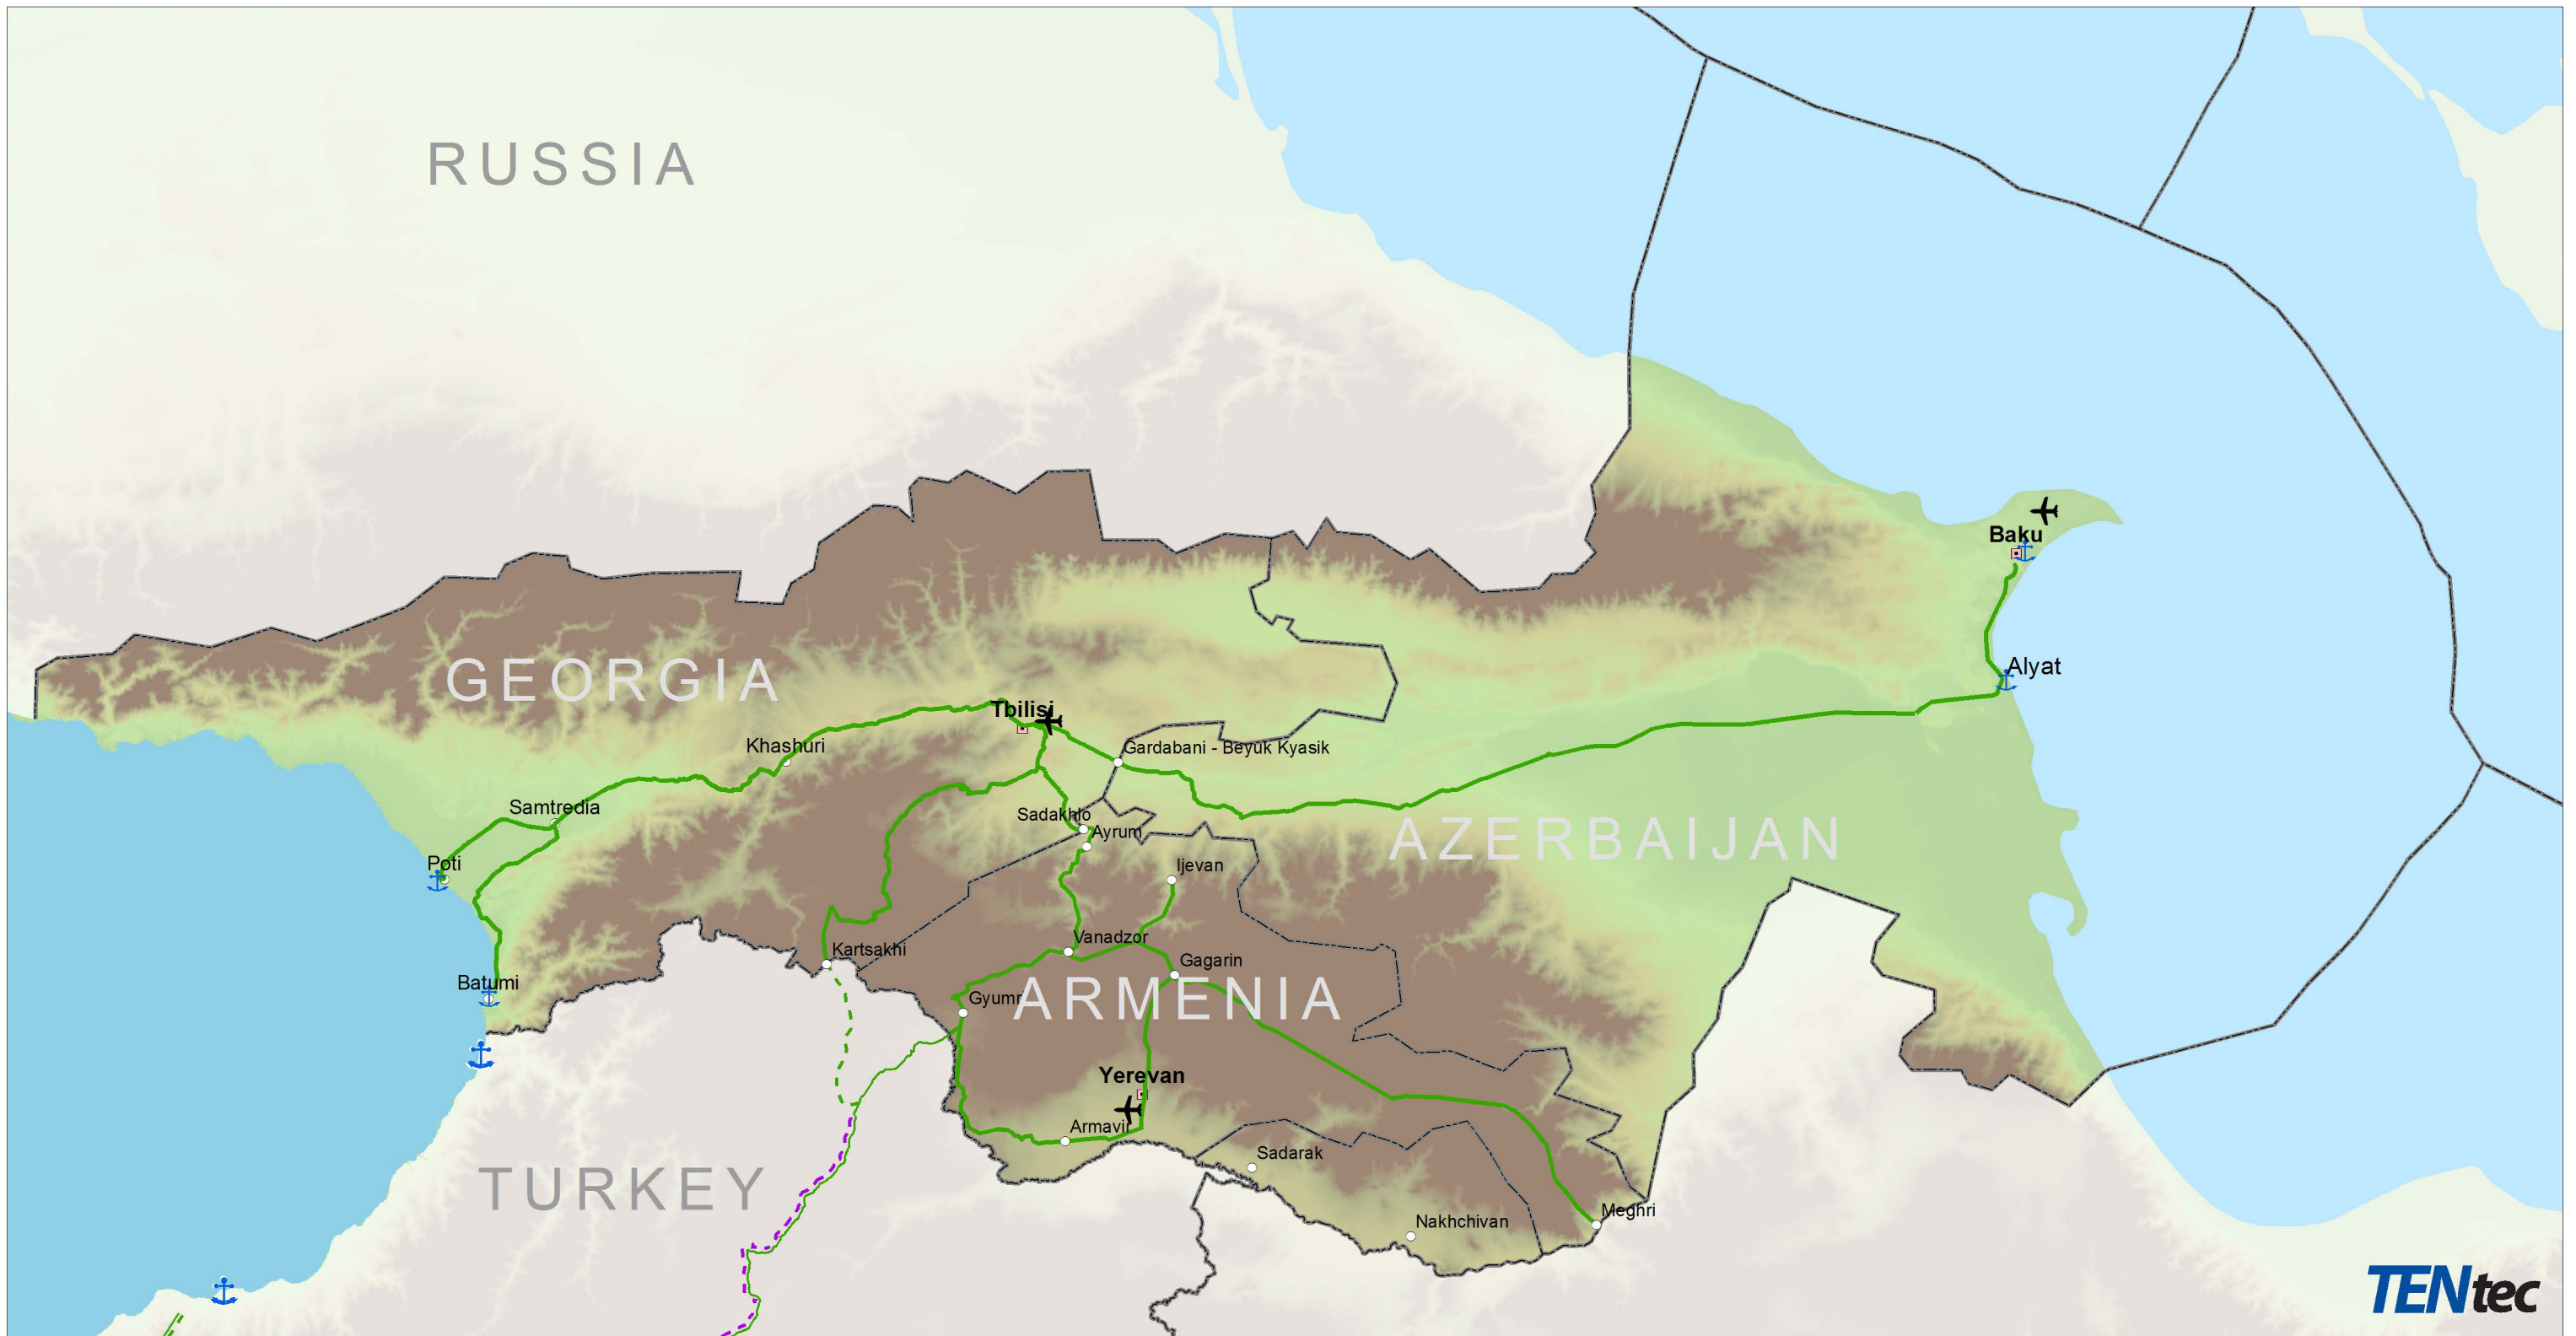 RUSSIA
Baku
GEORGIA
Alyat
Tbilisi
Khashuri
Gardabani - Beyuk Kyasik
Samtredia
Sadakhlo
Ayrum
AZERBAIJAN
Poti
Ijevan
Vanadzor
Kartsakhi
Gagarin
Batumi
Gyumr
ARMENIA
Yerevan
Armavir
Sadarak
TURKEY
Meghri
Nakhchivan
TENtec